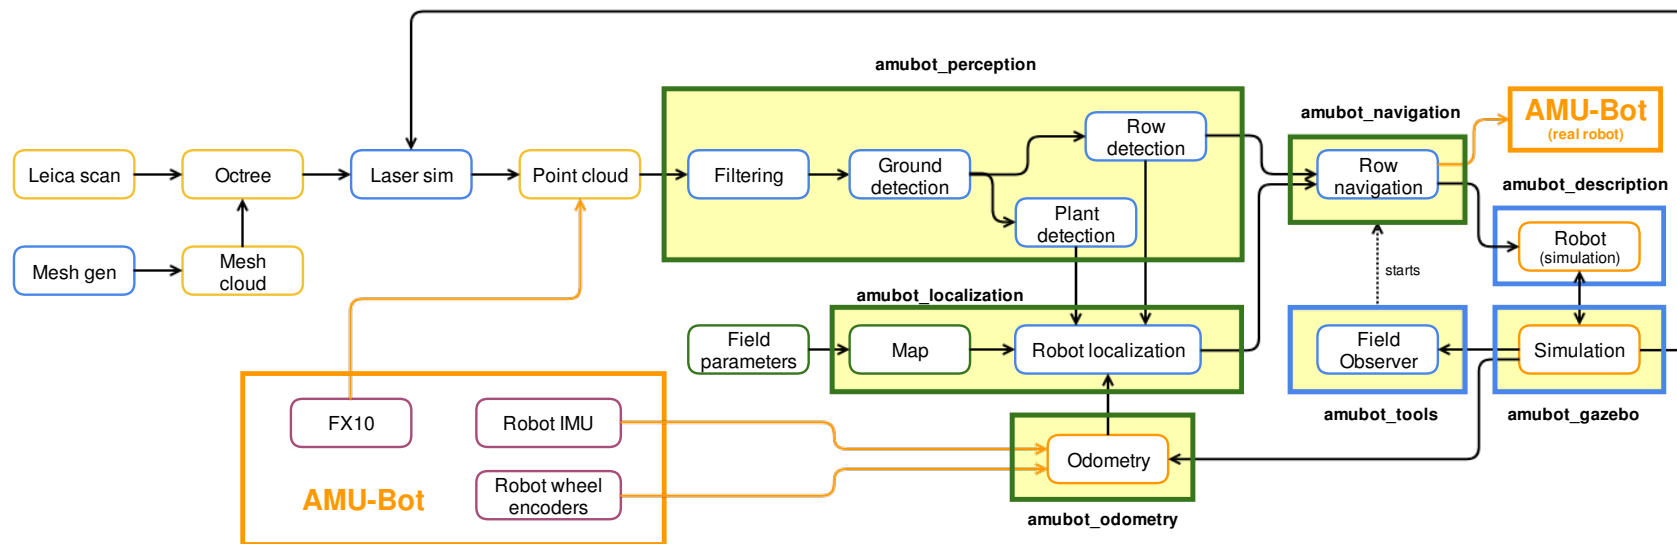 amubot_perception
AMU-Bot
(real robot)
amubot_navigation
Row
detection
Leica scan
Octree
Laser sim
Point cloud
Filtering
Ground
detection
Row
navigation
amubot_description
Plant
detection
Robot
(simulation)
Mesh gen
Mesh
cloud
starts
amubot_localization
Field
parameters
Map
Robot localization
Field
Observer
Simulation
amubot_tools
amubot_gazebo
FX10
Robot IMU
Odometry
AMU-Bot
Robot wheel
encoders
amubot_odometry